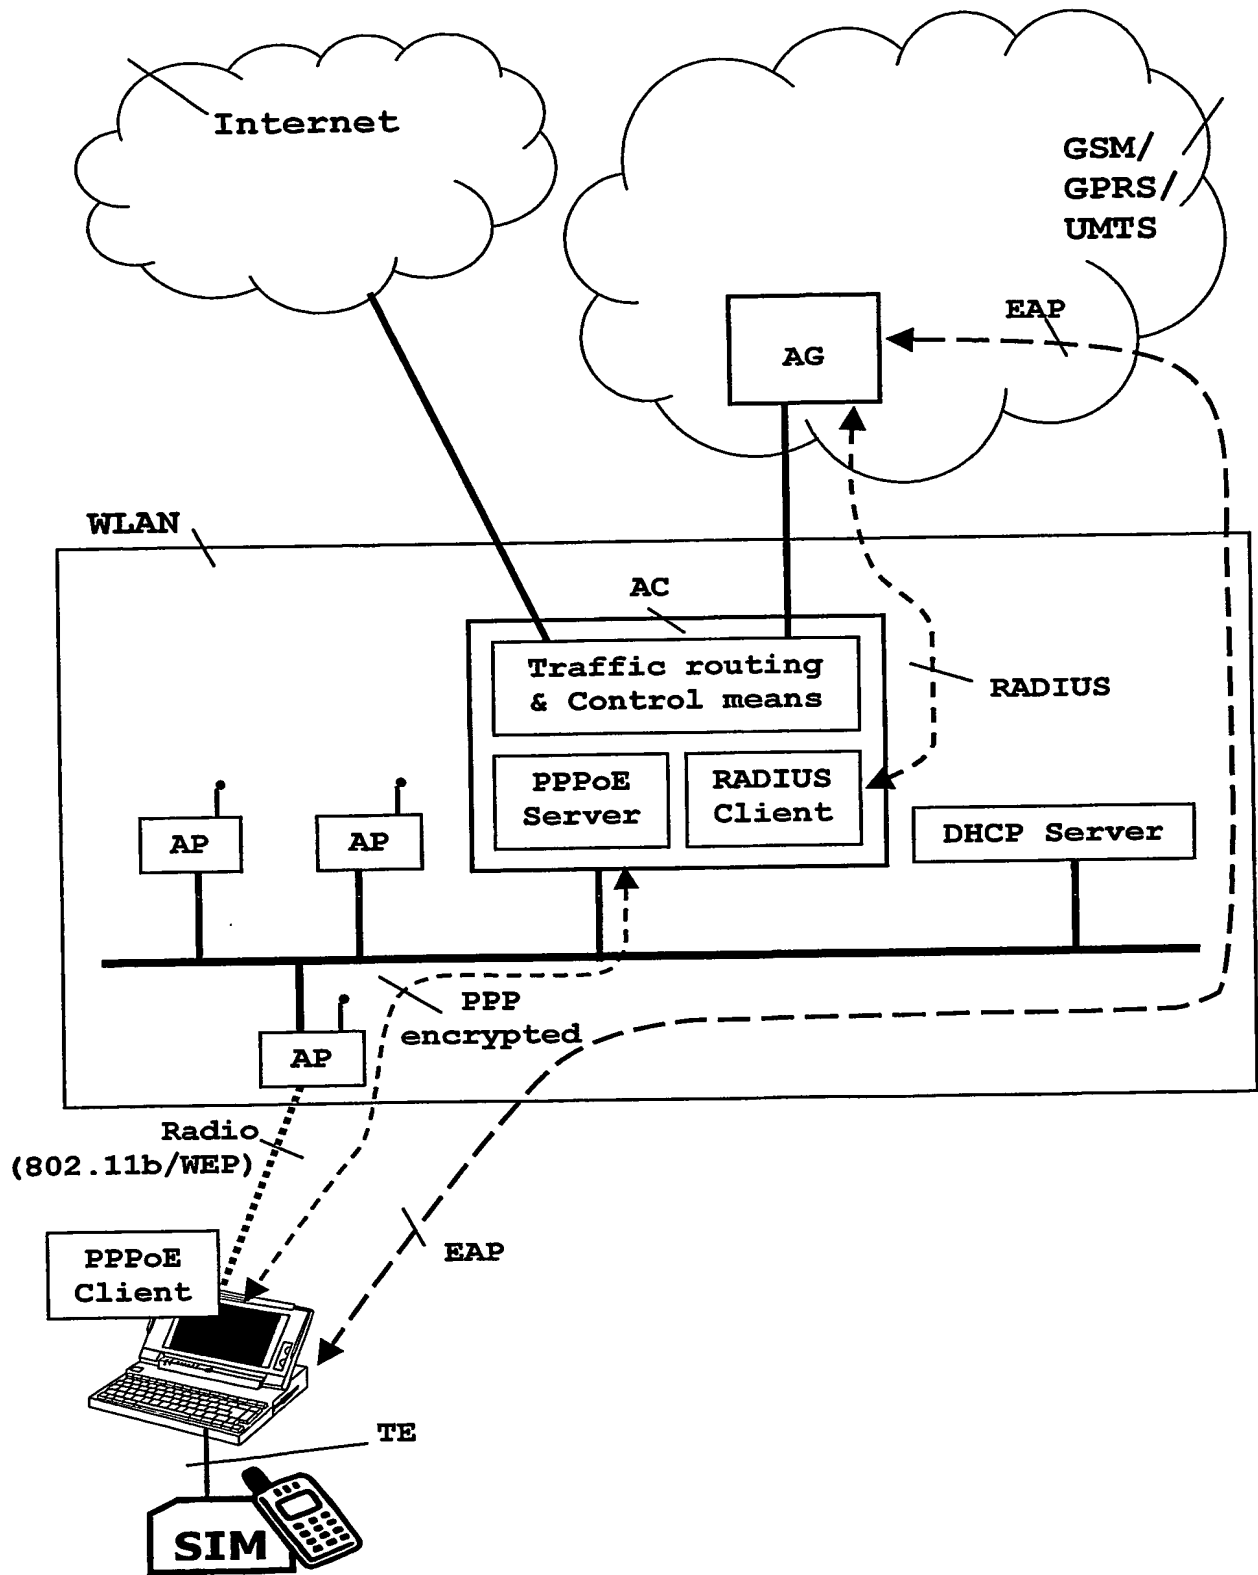 Internet
GSM/
GPRS/
UMTS
EAP
AG
WLAN
AC
Traffic routing
& Control means
RADIUS
PPPoE
Server
RADIUS
Client
AP
AP
DHCP Server
PPP
encrypted
AP
Radio
(802.11b/WEP)
EAP
PPPoE
Client
TE
SIM